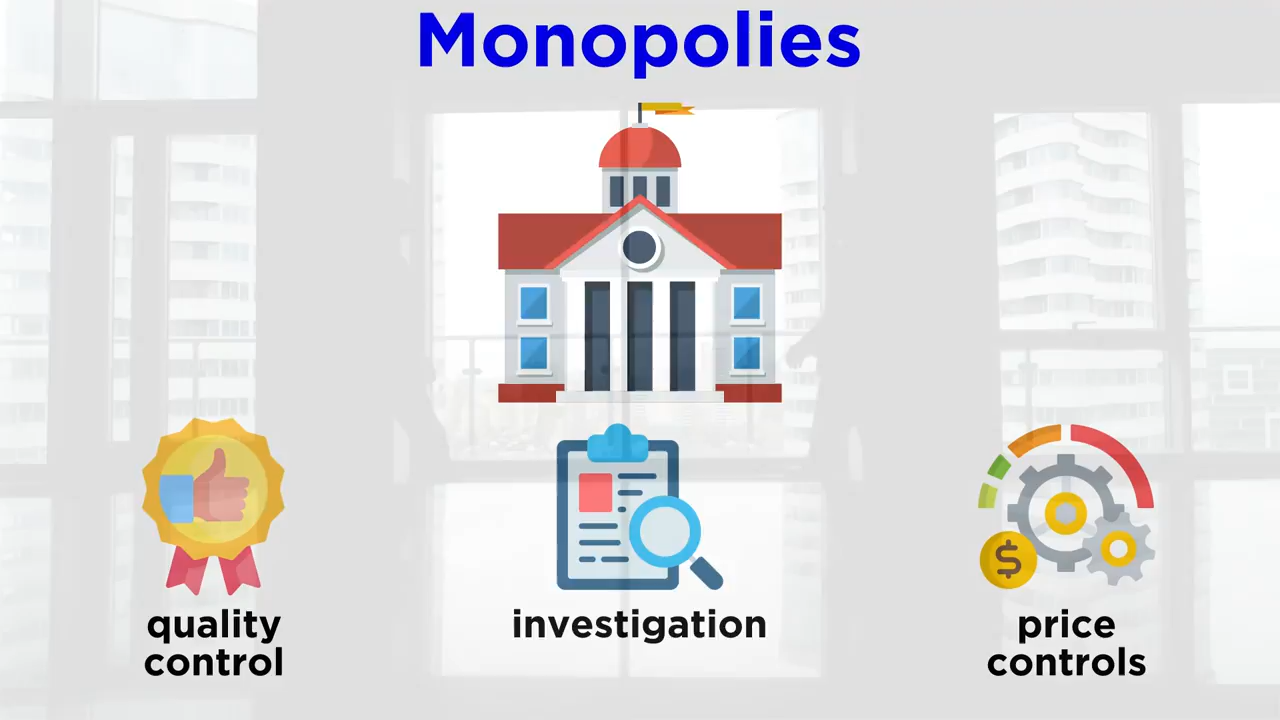 Monopolies
$
quality
control
investigation
price
controls